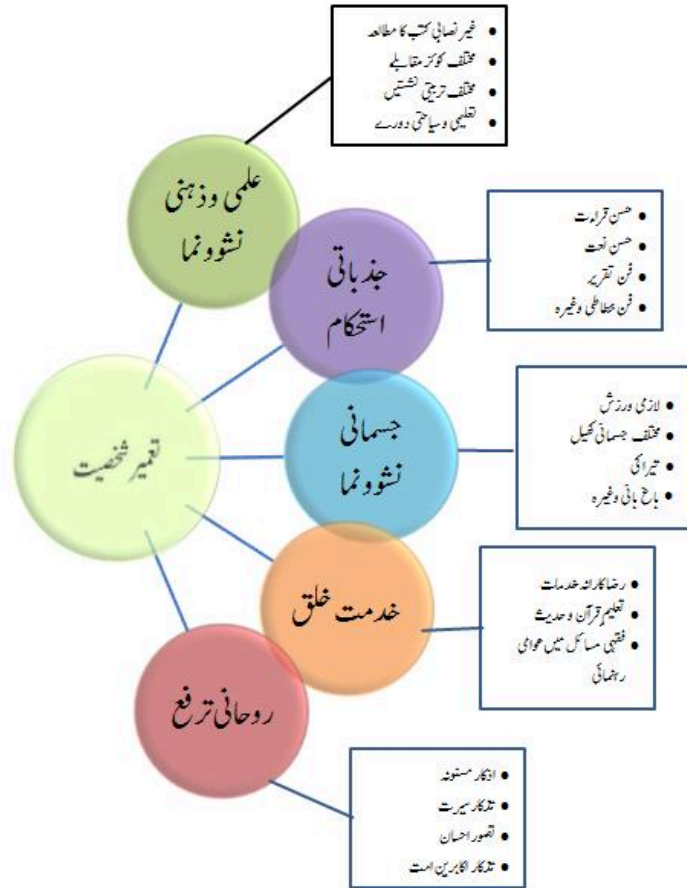 غیر نصابی کتب کا مطالعہ
مختلف کوئز مقابلے
مختلف تربیتی نشستیں
تعلیمی و سیاحتی دورے
علمی و ذہنی
نشوونما
حسن قراءت
حسن نعت
فن تقریر
فن خطاطی وغیرہ
جذباتی
استحکام
لازمی ورزش
مختلف جسمانی کھیل
تیراکی
باغ بانی وغیرہ
جسمانی
نشوونما
تعمیر شخصیت
رضاکارانہ خدمات
تعلیم قرآن و حدیث
فقہی مسائل میں عوامی
رہنمائی
خدمت خلق
روحانی ترفع
اذکار مسنونہ
تذکار سیرت
تصور احسان
تذکار اکابرین امت